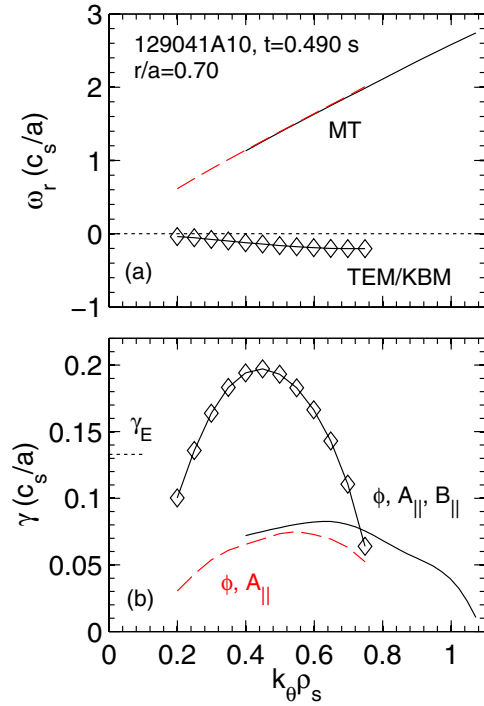 129041A10, t=0.490 s
r/a=0.70
3
2
1
0
−1
ω_r (c_s/a)
MT
TEM/KBM
(a)
0.2
0.15
0.1
0.05
0
γ (c_s/a)
γ_E
ϕ, A_||, B_||
ϕ, A_||
(b)
0 0.2 0.4 0.6 0.8 1
k_θρ_s